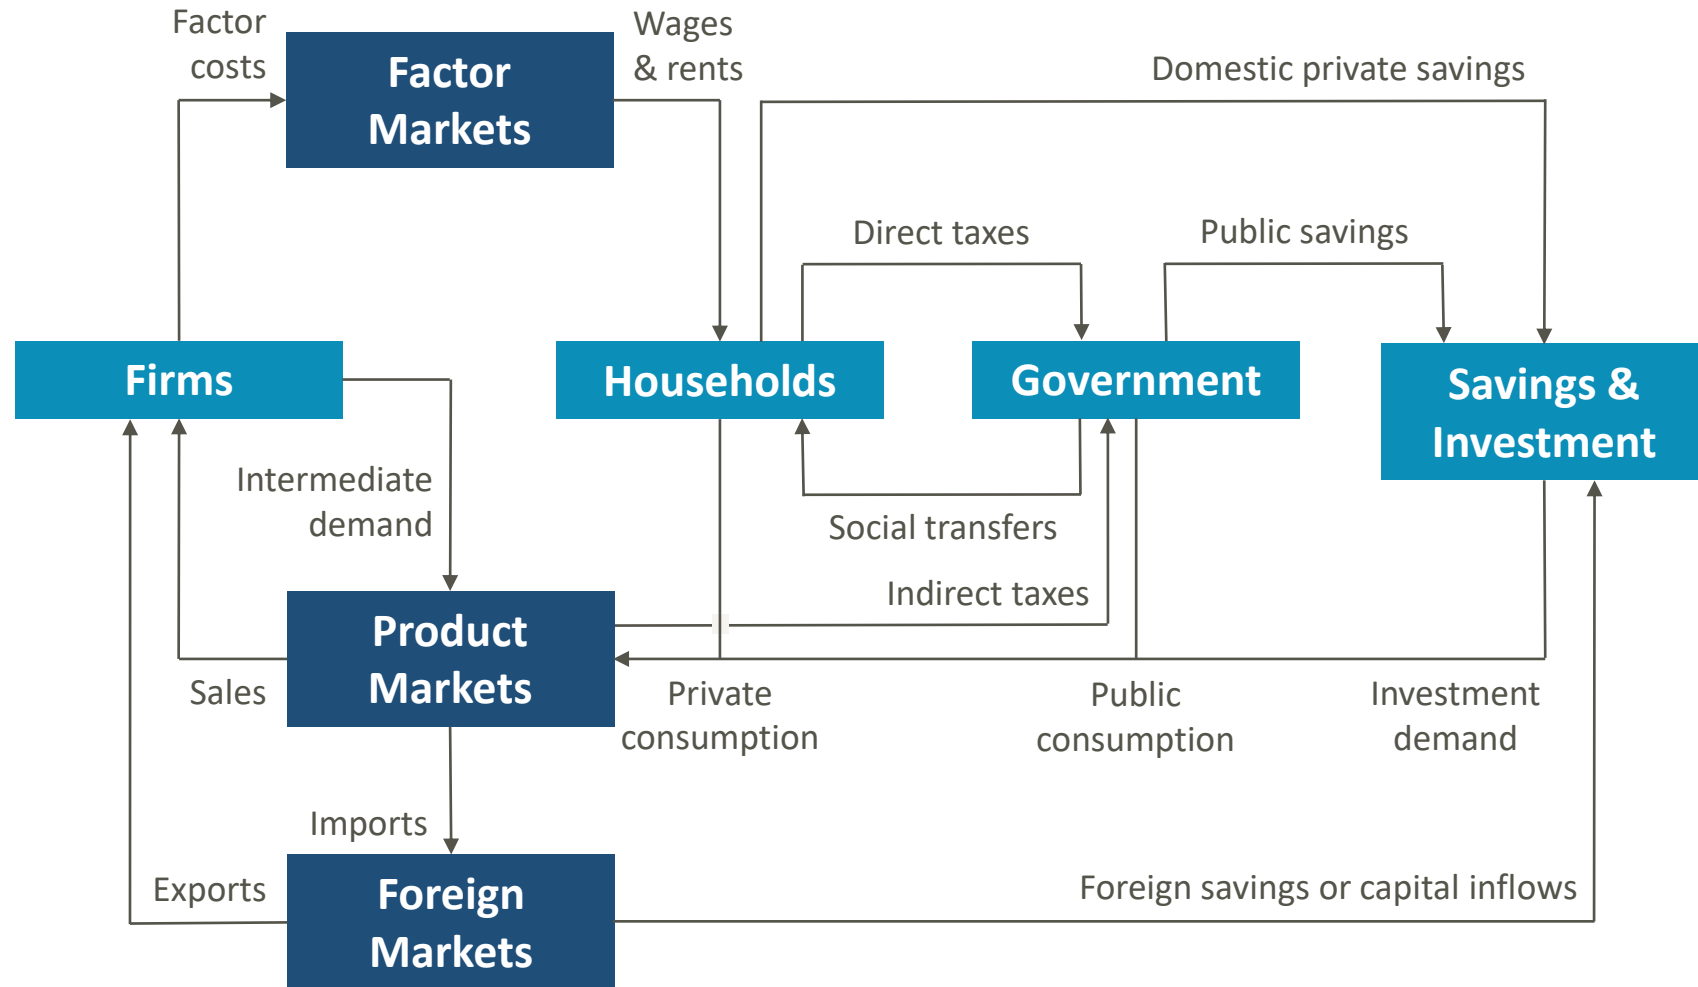 Factor
costs
Factor
Markets
Wages
& rents
Domestic private savings
Direct taxes
Public savings
Firms
Households
Government
Savings &
Investment
Intermediate
demand
Social transfers
Indirect taxes
Product
Markets
Sales
Private
consumption
Public
consumption
Investment
demand
Imports
Exports
Foreign
Markets
Foreign savings or capital inflows